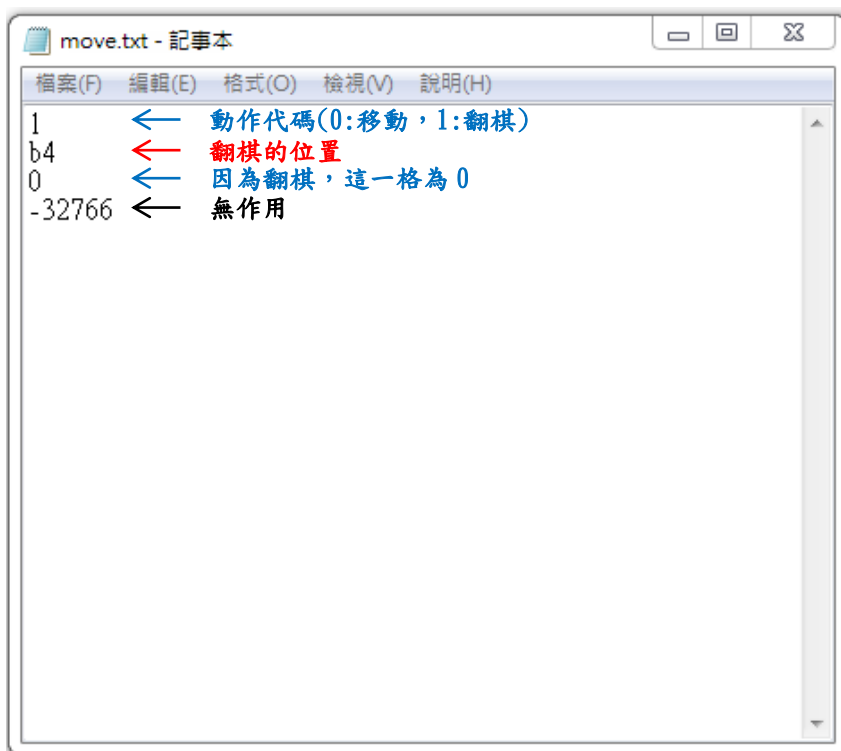 move.txt - 記事本
檔案(F) 編輯(E) 格式(O) 檢視(V) 說明(H)
1 動作代碼(0:移動，1:翻棋)
b4 翻棋的位置
0 因為翻棋，這一格為 0
-32766 無作用